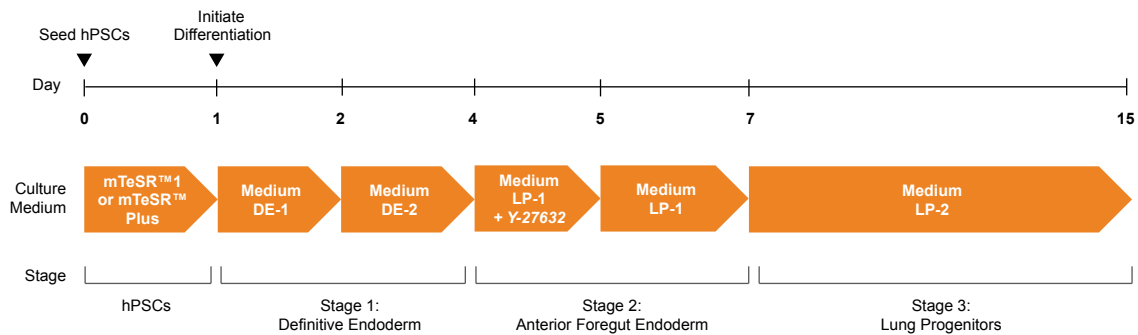 Seed hPSCs
Initiate
Differentiation
Day
0
1
2
4
5
7
15
Culture
Medium
mTeSR™1
or mTeSR™
Plus
Medium
DE-1
Medium
DE-2
Medium
LP-1
+ Y-27632
Medium
LP-1
Medium
LP-2
Stage
hPSCs
Stage 1:
Definitive Endoderm
Stage 2:
Anterior Foregut Endoderm
Stage 3:
Lung Progenitors